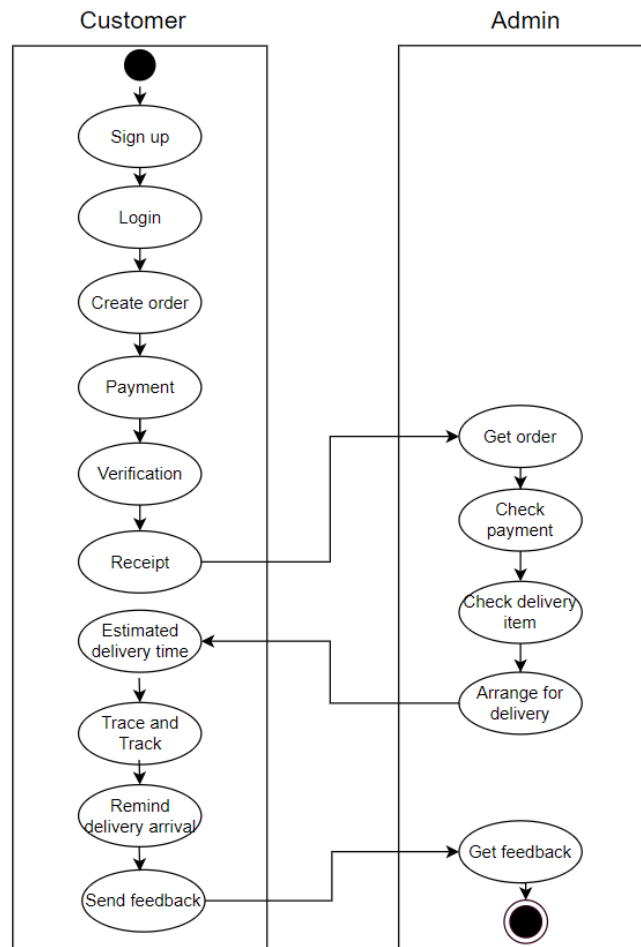 Customer
Admin
Sign up
Login
Create order
Payment
Verification
Receipt
Estimated
delivery time
Trace and
Track
Remind
delivery arrival
Send feedback
Get order
Check
payment
Check delivery
item
Arrange for
delivery
Get feedback